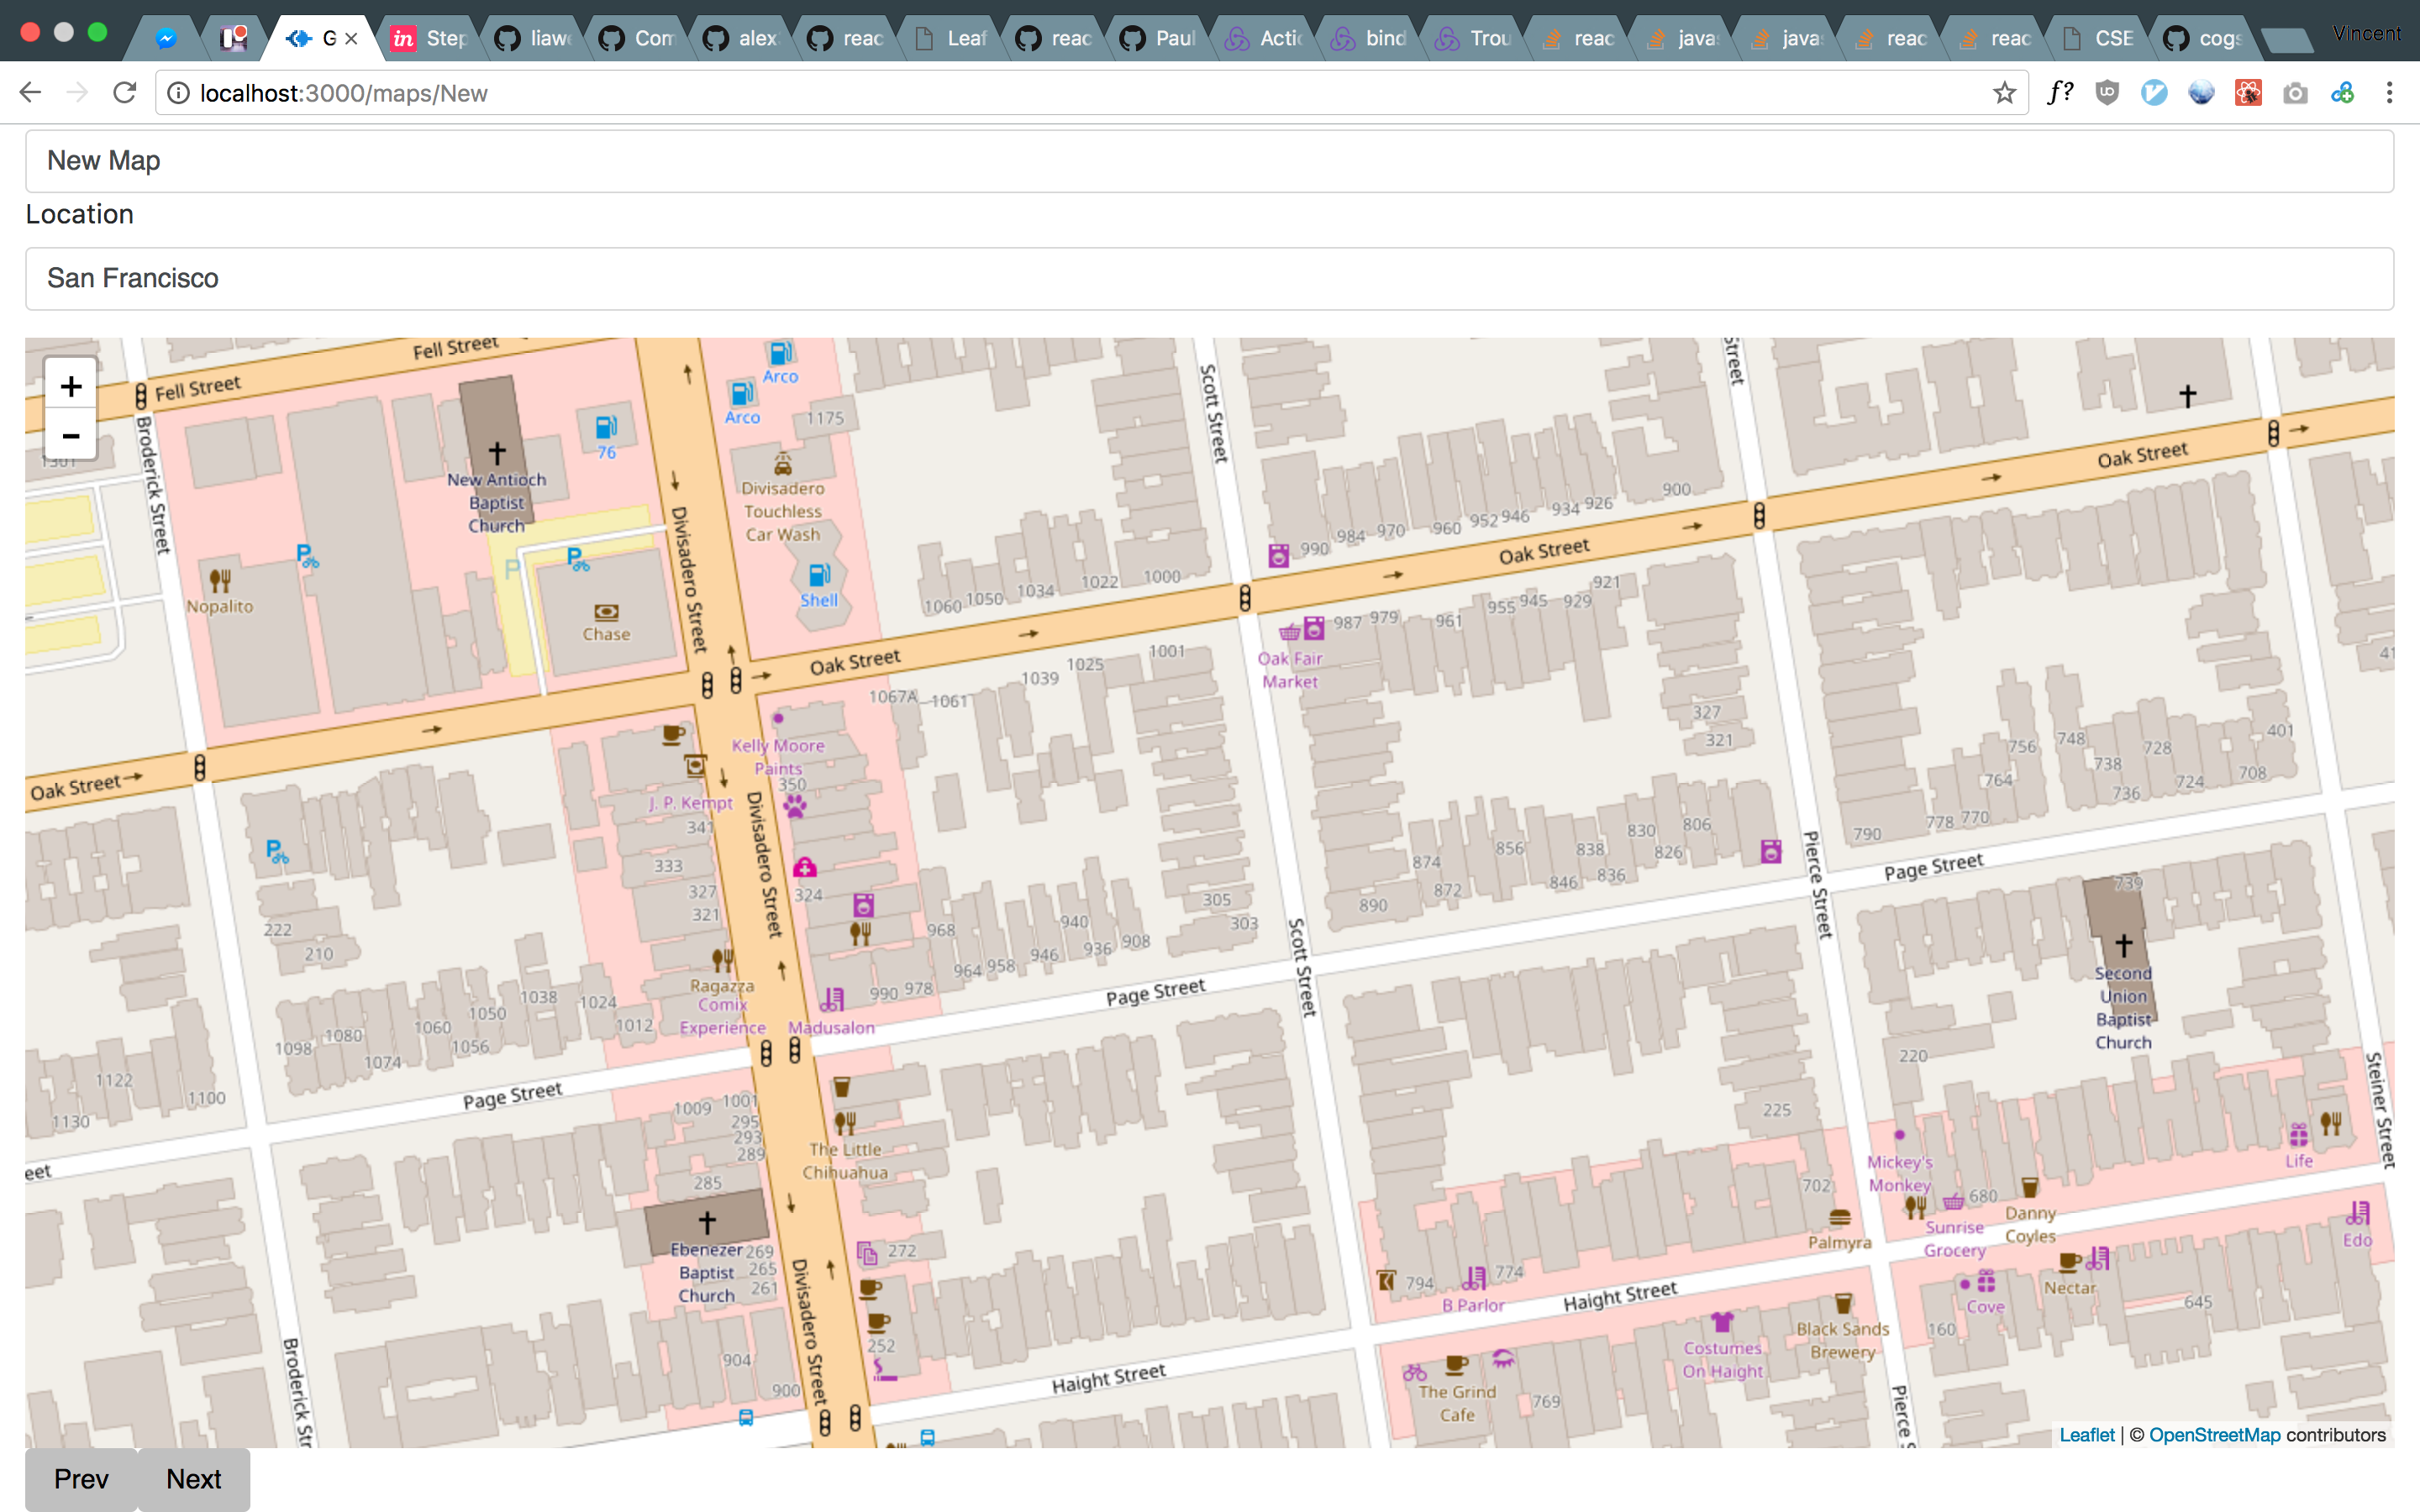 G
Step
liaw
Com
alex
reac
Leaf
reac
Paul
Actic
bind
Trou
reac
java
java
reac
reac
CSE
cogs
Vincent
localhost:3000/maps/New
f?
New Map
Location
San Francisco
+
−
Fell Street
Fell Street
Arco
Arco
1175
76
New Antioch
Baptist
Church
Divisadero
Touchless
Car Wash
Shell
Broderick Street
Divisadero Street
Scott Street
Street
Oak Street
Nopalito
P
P
P
Chase
900
984 970 960 952 946 934 926
990
Oak Street
1060 1050 1034 1022 1000
921
987 979 961 955 945 929
Oak Fair
Market
Oak Street
1067A 1061 1039 1025 1001
Oak Street
Kelly Moore
Paints
350
J. P. Kempt
341
333
327
321
324
Divisadero Street
327
321
756 748 728 401
764 738 724 708
736
790 778 770
P
222
210
874 856 838 830 806
872 846 836 826
890
305
303
Pierce Street
Page Street
739
968 964 958 946 940 936 908
990 978
Ragazza
Comix
Experience
Madusalon
Scott Street
Page Street
1098 1080 1074 1060 1056 1050 1038 1024 1012
1122
1130
1100
Page Street
eet
Second
Union
Baptist
Church
220
225
Steiner Street
1009 1001
295
293
289
285
The Little
Chihuahua
Ebenezer
Baptist
Church
269
265
261
272
252
904
900
Divisadero Street
Broderick Str
Haight Street
Mickey's
Monkey
702
680
Sunrise
Grocery
Danny
Coyles
Life
Edo
Palmyra
794
B Parlor
774
Haight Street
Nectar
Cove
645
160
Costumes
On Haight
Black Sands
Brewery
The Grind
Cafe
769
Pierce S
Leaflet | © OpenStreetMap contributors
Prev
Next